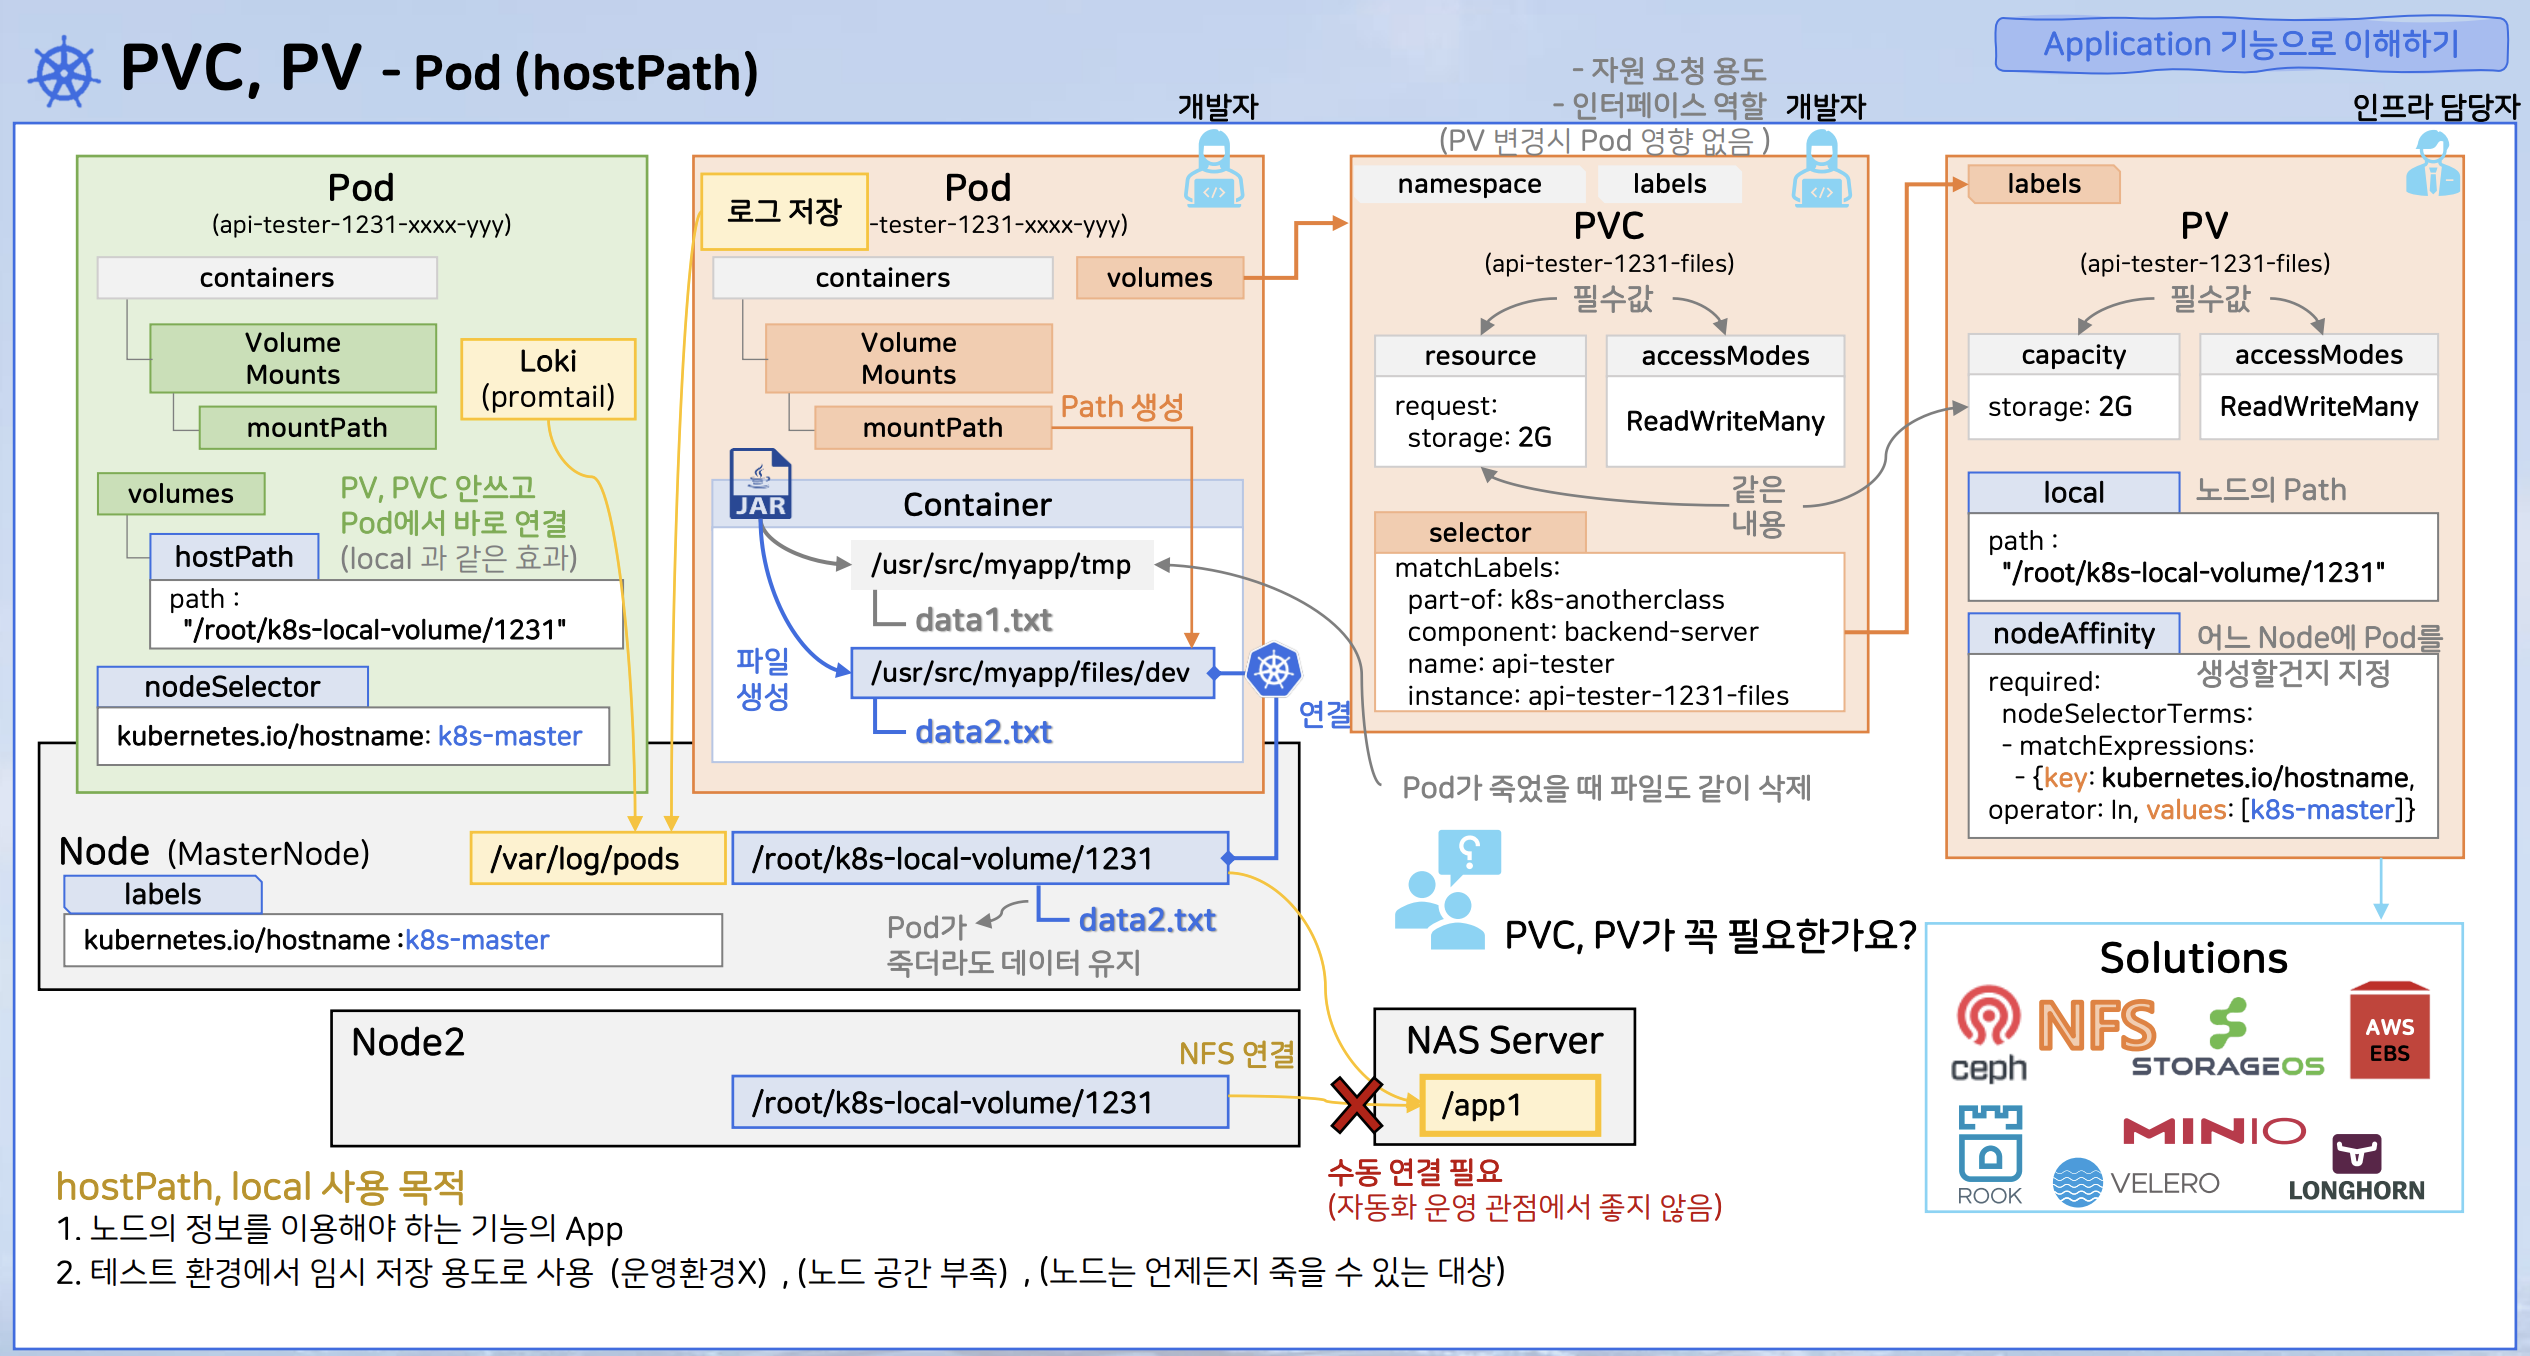 PVC, PV - Pod (hostPath)
Application 기능으로 이해하기
- 자원 요청 용도
- 인터페이스 역할
(PV 변경시 Pod 영향 없음 )
개발자
개발자
인프라 담당자
Pod
(api-tester-1231-xxxx-yyy)
containers
Volume
Mounts
mountPath
Loki
(promtail)
volumes
PV, PVC 안쓰고
Pod에서 바로 연결
(local 과 같은 효과)
hostPath
path :
"/root/k8s-local-volume/1231"
nodeSelector
kubernetes.io/hostname: k8s-master
로그 저장
Pod
-tester-1231-xxxx-yyy)
containers
volumes
Volume
Mounts
mountPath
Path 생성
JAR
Container
/usr/src/myapp/tmp
data1.txt
파일
생성
/usr/src/myapp/files/dev
data2.txt
연결
namespace
labels
PVC
(api-tester-1231-files)
필수값
resource
request:
storage: 2G
accessModes
ReadWriteMany
같은
내용
selector
matchLabels:
part-of: k8s-anotherclass
component: backend-server
name: api-tester
instance: api-tester-1231-files
labels
PV
(api-tester-1231-files)
필수값
capacity
storage: 2G
accessModes
ReadWriteMany
local
노드의 Path
path :
"/root/k8s-local-volume/1231"
nodeAffinity
어느 Node에 Pod를
생성할건지 지정
required:
nodeSelectorTerms:
- matchExpressions:
- {key: kubernetes.io/hostname,
operator: In, values: [k8s-master]}
Pod가 죽었을 때 파일도 같이 삭제
Node (MasterNode)
labels
kubernetes.io/hostname :k8s-master
/var/log/pods
/root/k8s-local-volume/1231
data2.txt
Pod가
죽더라도 데이터 유지
PVC, PV가 꼭 필요한가요?
Node2
NFS 연결
/root/k8s-local-volume/1231
NAS Server
/app1
수동 연결 필요
(자동화 운영 관점에서 좋지 않음)
Solutions
ceph
NFS
STORAGEOS
AWS
EBS
ROOK
MINIO
VELERO
LONGHORN
hostPath, local 사용 목적
1. 노드의 정보를 이용해야 하는 기능의 App
2. 테스트 환경에서 임시 저장 용도로 사용 (운영환경X) , (노드 공간 부족) , (노드는 언제든지 죽을 수 있는 대상)